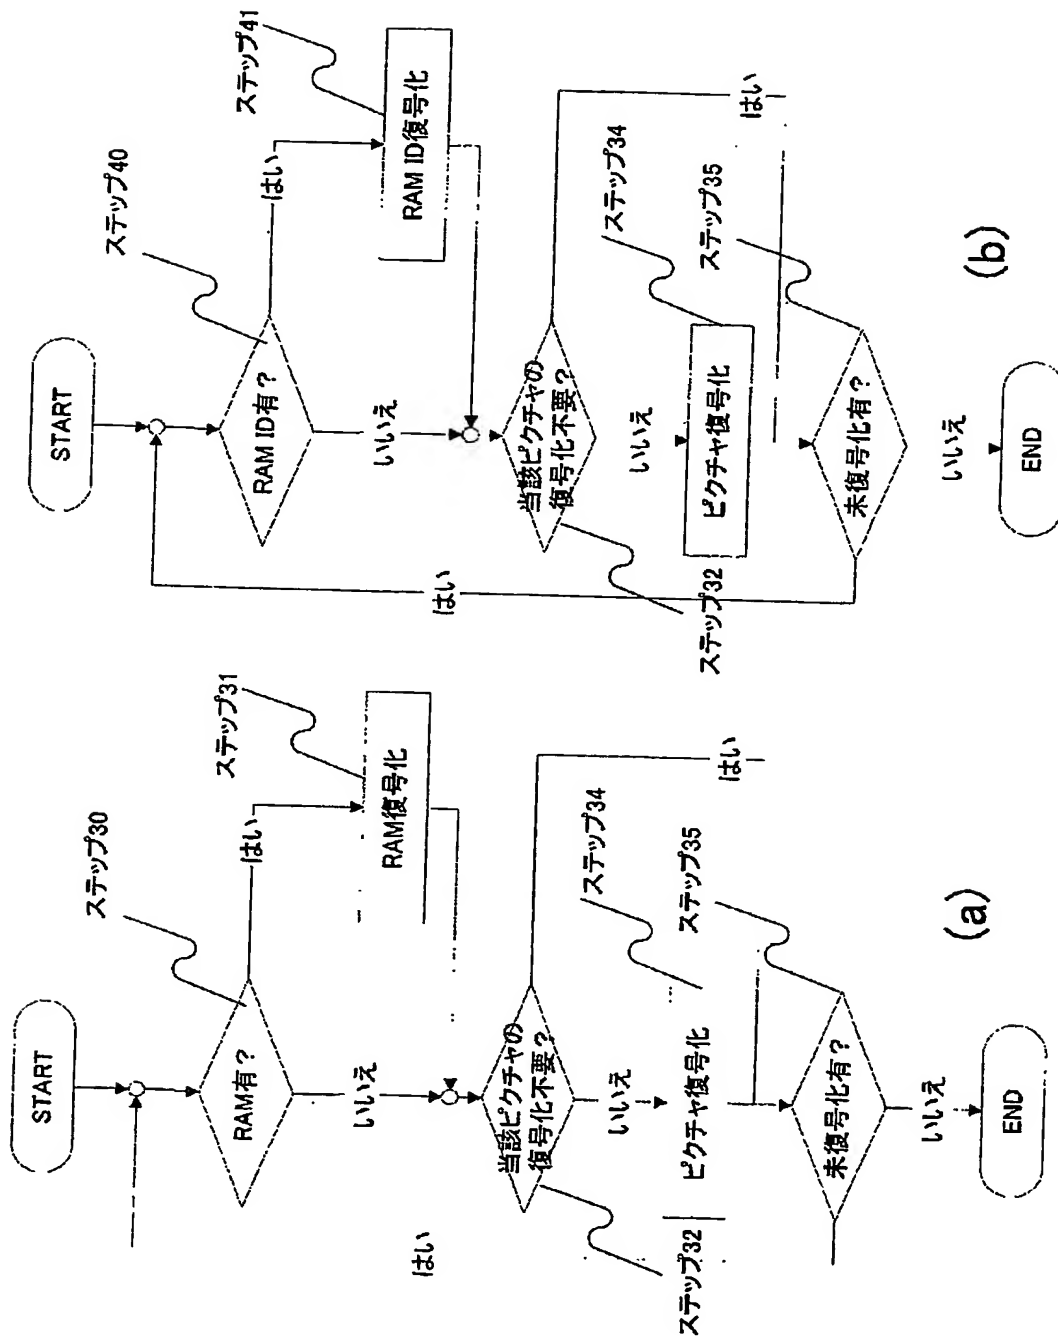 START
ステップ30
RAM有?
はい
ステップ31
RAM復号化
いいえ
当該ピクチャの
復号化不要?
はい
ステップ32
いいえ
ステップ34
ピクチャ復号化
ステップ35
未復号化有?
はい
いいえ
END
(a)
START
ステップ40
RAM ID有?
はい
ステップ41
RAM ID復号化
いいえ
当該ピクチャの
復号化不要?
はい
ステップ32
いいえ
ステップ34
ピクチャ復号化
ステップ35
未復号化有?
はい
いいえ
END
(b)